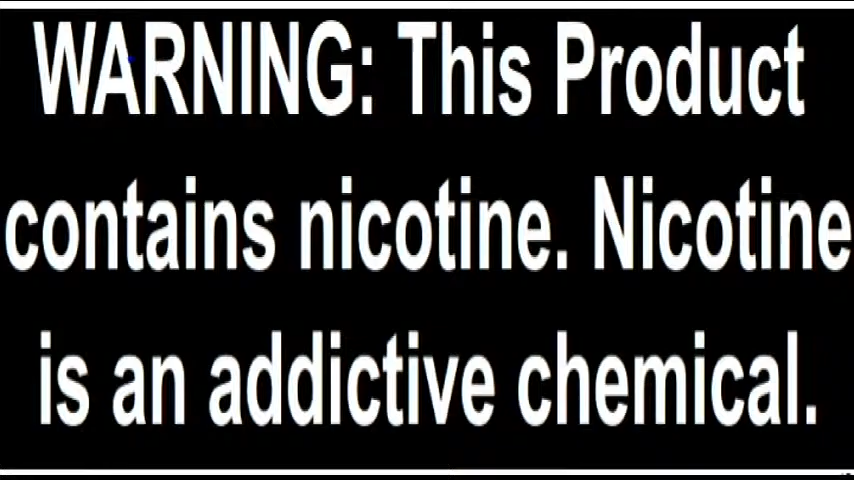 WARNING: This Product
contains nicotine. Nicotine
is an addictive chemical.